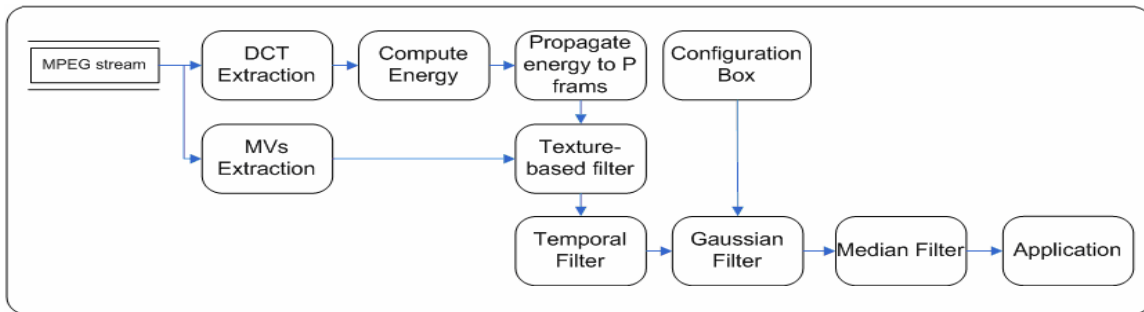 MPEG stream
DCT
Extraction
Compute
Energy
Propagate
energy to P
frams
Configuration
Box
MVs
Extraction
Texture-
based filter
Temporal
Filter
Gaussian
Filter
Median Filter
Application